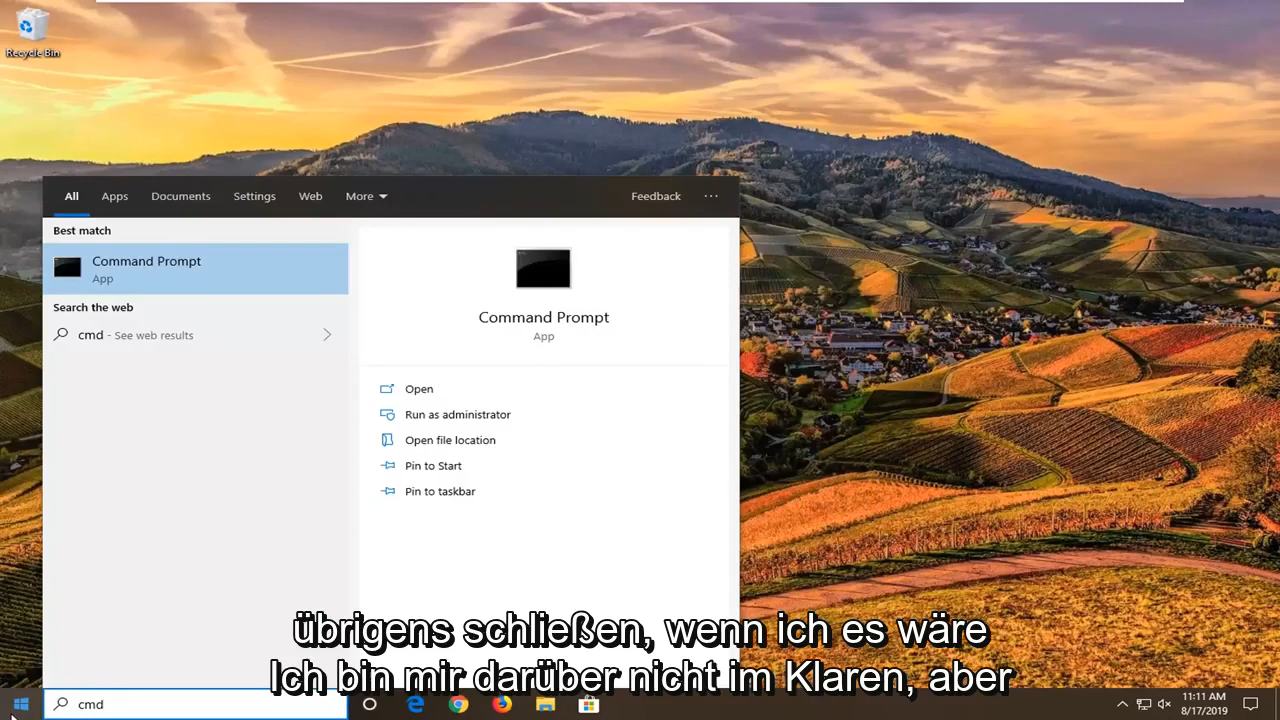 Recycle Bin
All Apps Documents Settings Web More Feedback ...
Best match
Command Prompt
App
Search the web
cmd - See web results
Command Prompt
App
Open
Run as administrator
Open file location
Pin to Start
Pin to taskbar
übrigens schließen, wenn ich es wäre
Ich bin mir darüber nicht im Klaren, aber
cmd
11:11 AM
8/17/2019